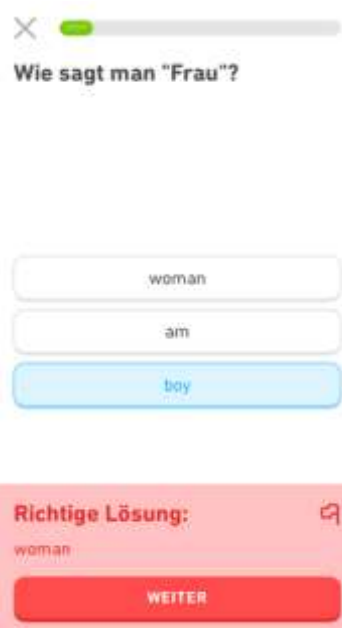 Wie sagt man "Frau"?
woman
am
boy
Richtige Lösung:
woman
WEITER